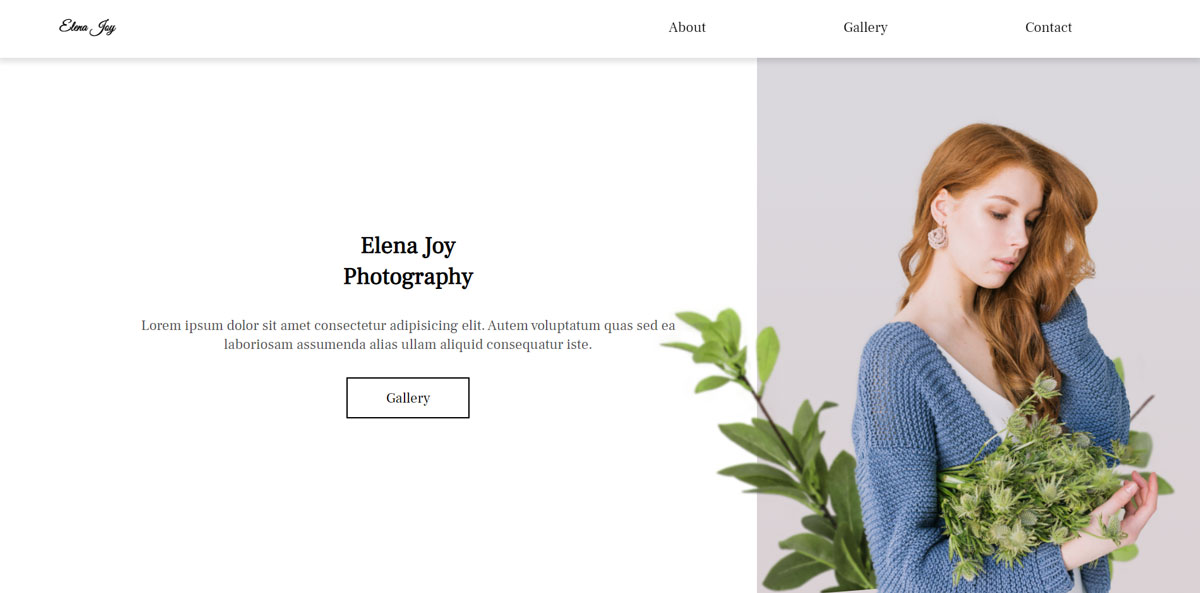 Elena Joy
About
Gallery
Contact
Elena Joy
Photography
Lorem ipsum dolor sit amet consectetur adipisicing elit. Autem voluptatum quas sed ea
laboriosam assumenda alias ullam aliquid consequatur iste.
Gallery